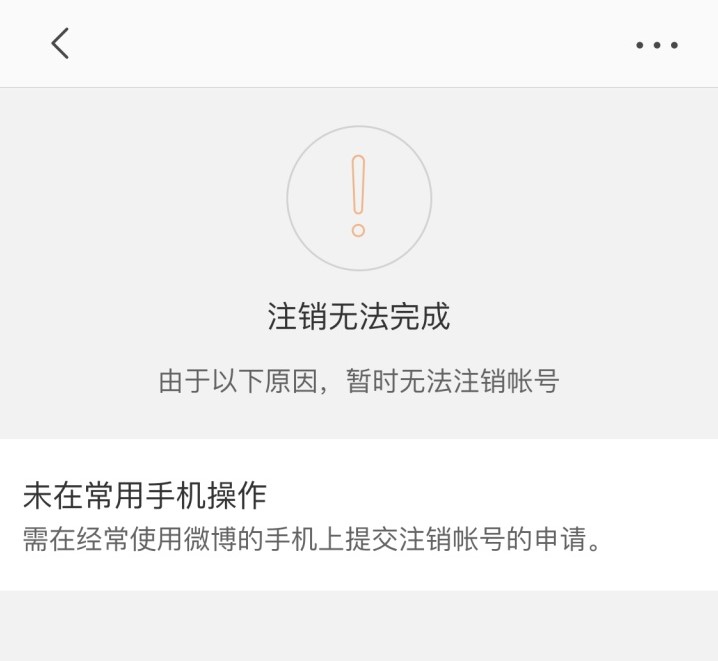 注销无法完成
由于以下原因，暂时无法注销帐号
未在常用手机操作
需在经常使用微博的手机上提交注销帐号的申请。